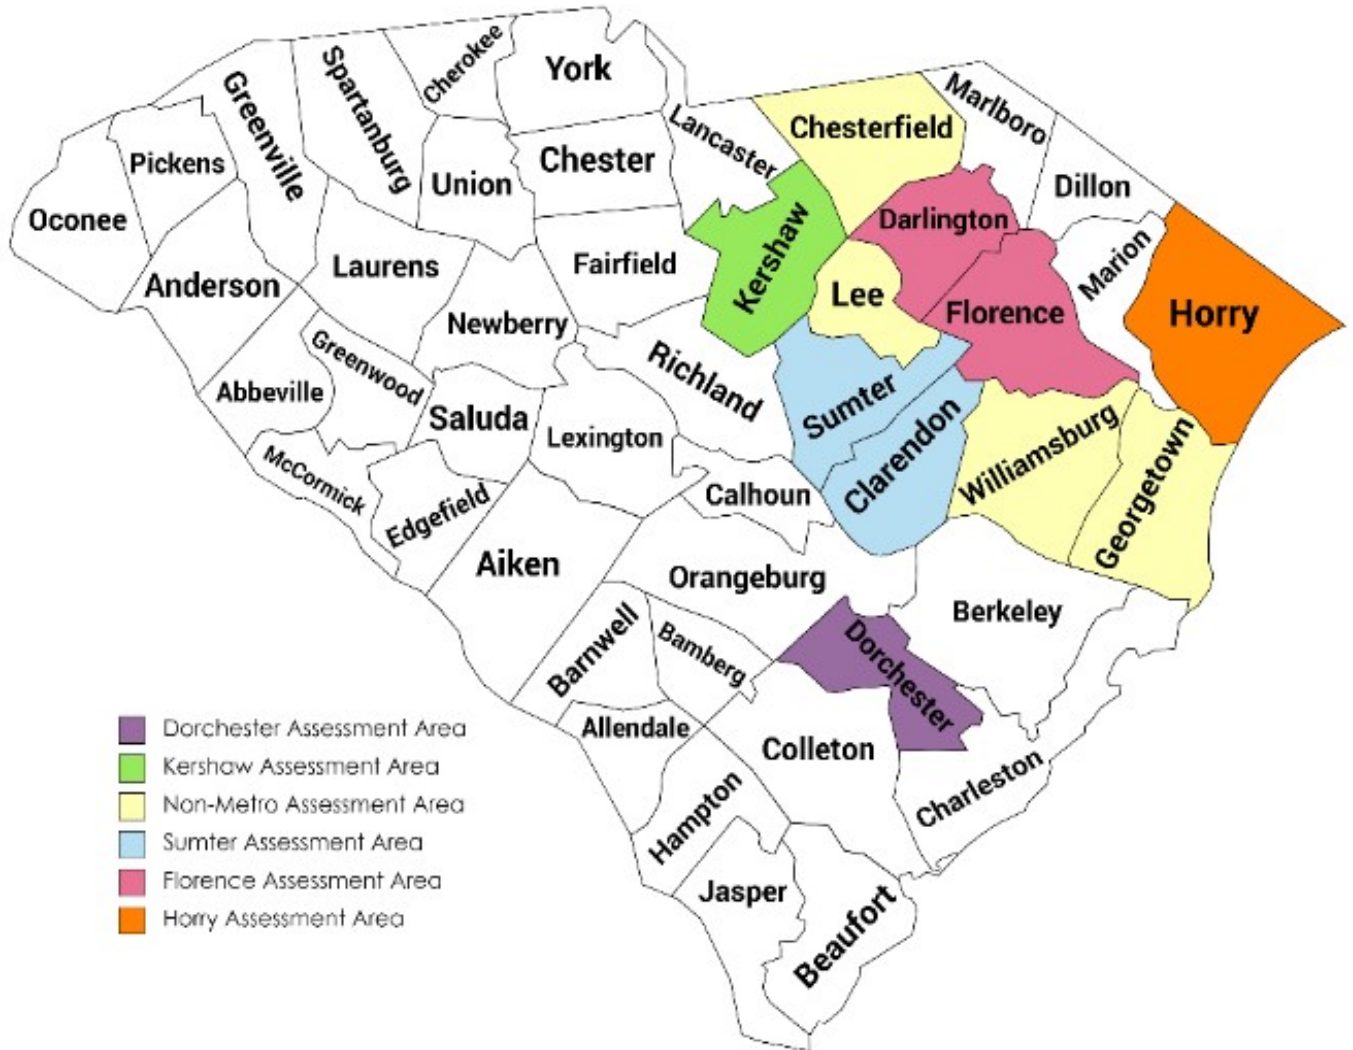 Cherokee
York
Spartanburg
Greenville
Marlboro
Chesterfield
Lancaster
Pickens
Chester
Union
Dillon
Oconee
Darlington
Kershaw
Marion
Laurens
Fairfield
Anderson
Lee
Florence
Horry
Newberry
Greenwood
Richland
Abbeville
Saluda
Sumter
Lexington
Clarendon
Williamsburg
Georgetown
McCormick
Edgefield
Calhoun
Aiken
Orangeburg
Berkeley
Barnwell
Bamberg
Dorchester
Allendale
Colleton
Charleston
Hampton
Jasper
Beaufort
Dorchester Assessment Area
Kershaw Assessment Area
Non-Metro Assessment Area
Sumter Assessment Area
Florence Assessment Area
Horry Assessment Area